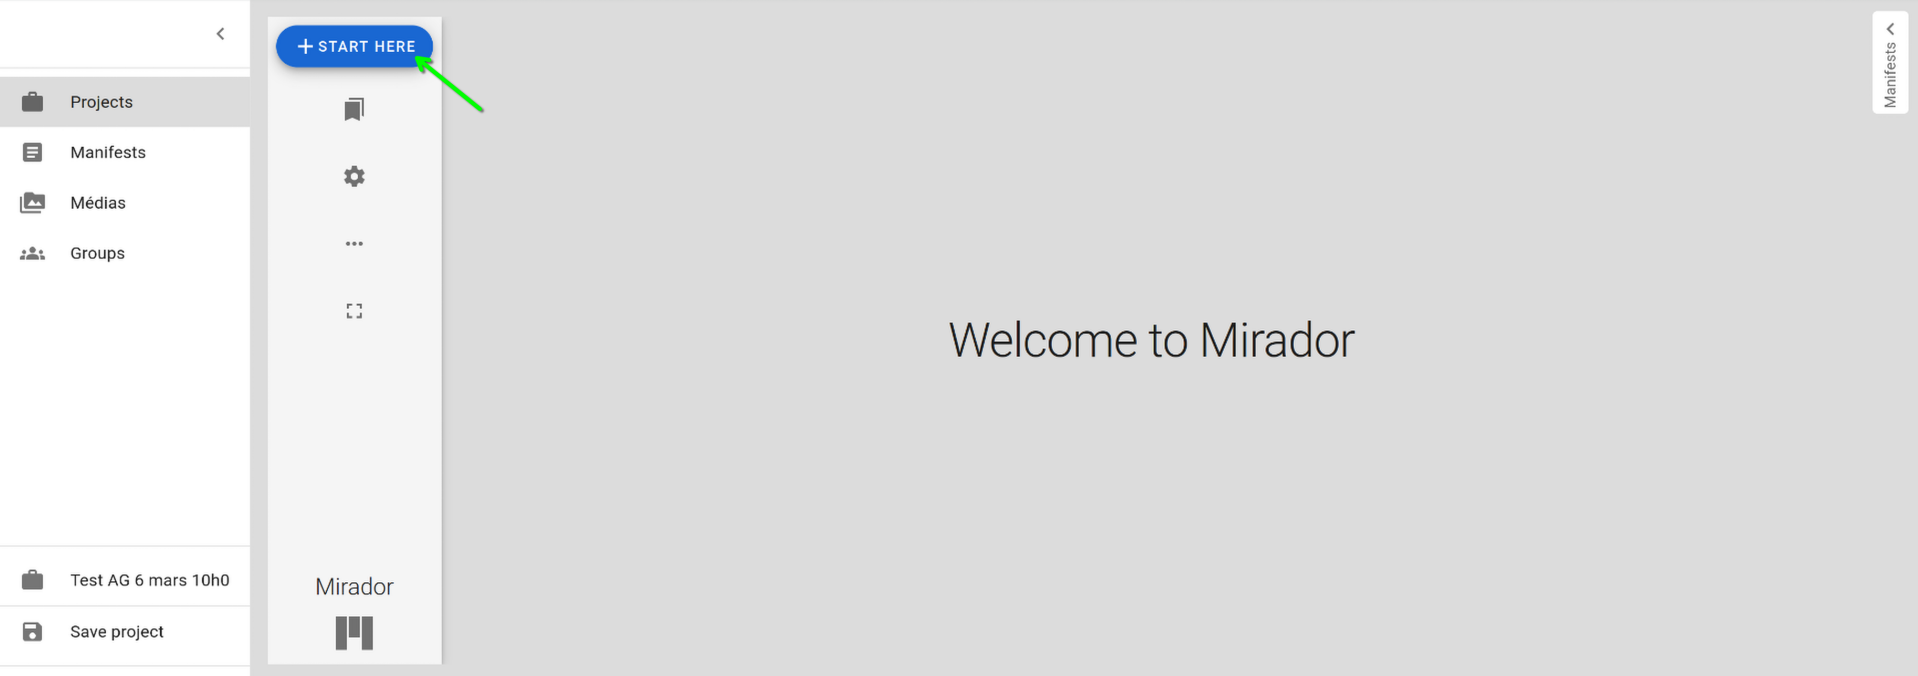 Projects
Manifests
Médias
Groups
Test AG 6 mars 10h0
Save project
START HERE
Mirador
Welcome to Mirador
Manifests